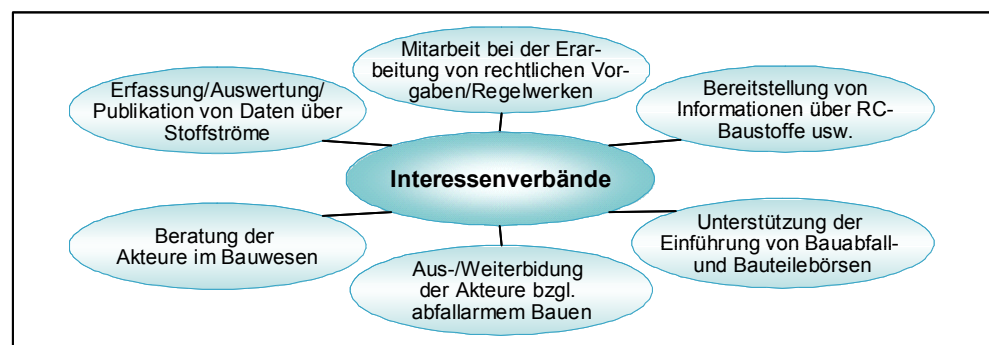 Mitarbeit bei der Erar-
beitung von rechtlichen Vor-
gaben/Regelwerken
Erfassung/Auswertung/
Publikation von Daten über
Stoffströme
Bereitstellung von
Informationen über RC-
Baustoffe usw.
Interessenverbände
Beratung der
Akteure im Bauwesen
Aus-/Weiterbidung
der Akteure bzgl.
abfallarmem Bauen
Unterstützung der
Einführung von Bauabfall-
und Bauteilebörsen